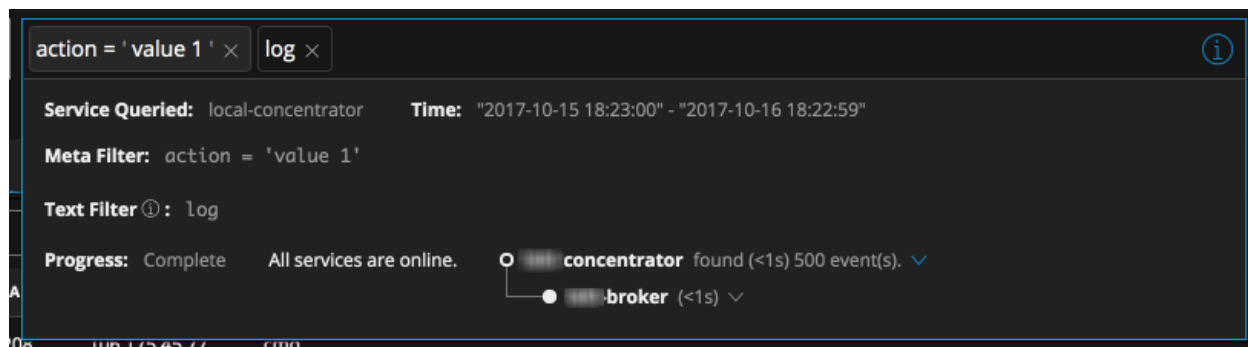 action = ' value 1 ' × log ×
Service Queried: local-concentrator Time: "2017-10-15 18:23:00" - "2017-10-16 18:22:59"
Meta Filter: action = 'value 1'
Text Filter ⓘ : log
Progress: Complete All services are online. concentrator found (<1s) 500 event(s).
-broker (<1s)
A